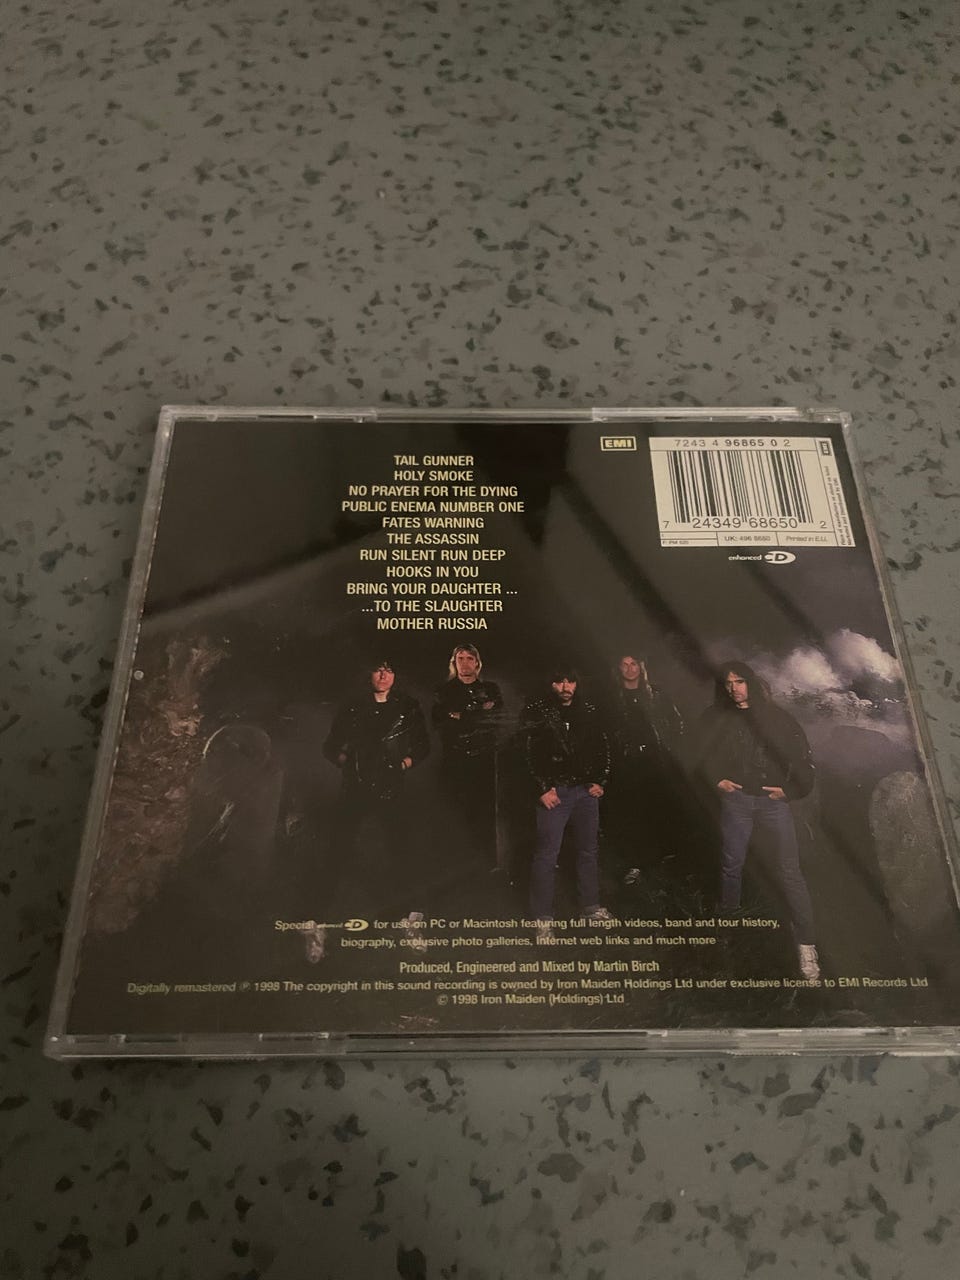 TAIL GUNNER
HOLY SMOKE
NO PRAYER FOR THE DYING
PUBLIC ENEMA NUMBER ONE
FATES WARNING
THE ASSASSIN
RUN SILENT RUN DEEP
HOOKS IN YOU
BRING YOUR DAUGHTER ...
...TO THE SLAUGHTER
MOTHER RUSSIA
EMI
7243 4 96865 0 2
7 24349 68650 2
UK: 496 8650
Printed in E.U.
EMI
enhanced CD
Special enhanced CD for use on PC or Macintosh featuring full length videos, band and tour history,
biography, exclusive photo galleries, Internet web links and much more
Produced, Engineered and Mixed by Martin Birch
Digitally remastered ℗ 1998 The copyright in this sound recording is owned by Iron Maiden Holdings Ltd under exclusive license to EMI Records Ltd
© 1998 Iron Maiden (Holdings) Ltd